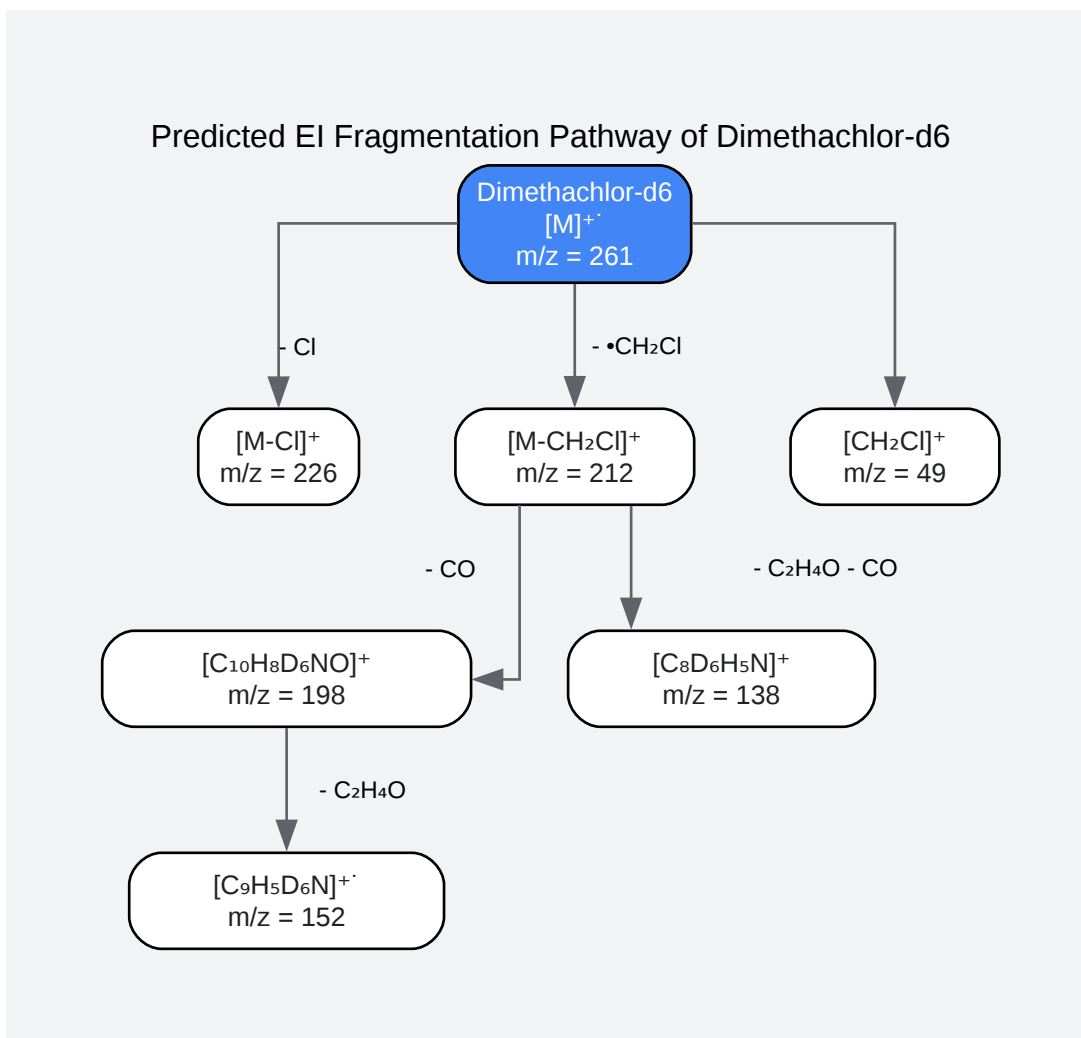 Predicted EI Fragmentation Pathway of Dimethachlor-d6
Dimethachlor-d6
[M]⁺˙
m/z = 261
- Cl
- •CH₂Cl
[M-Cl]⁺
m/z = 226
[M-CH₂Cl]⁺
m/z = 212
[CH₂Cl]⁺
m/z = 49
- CO
- C₂H₄O - CO
[C₁₀H₈D₆NO]⁺
m/z = 198
[C₈D₆H₅N]⁺
m/z = 138
- C₂H₄O
[C₉H₅D₆N]⁺˙
m/z = 152